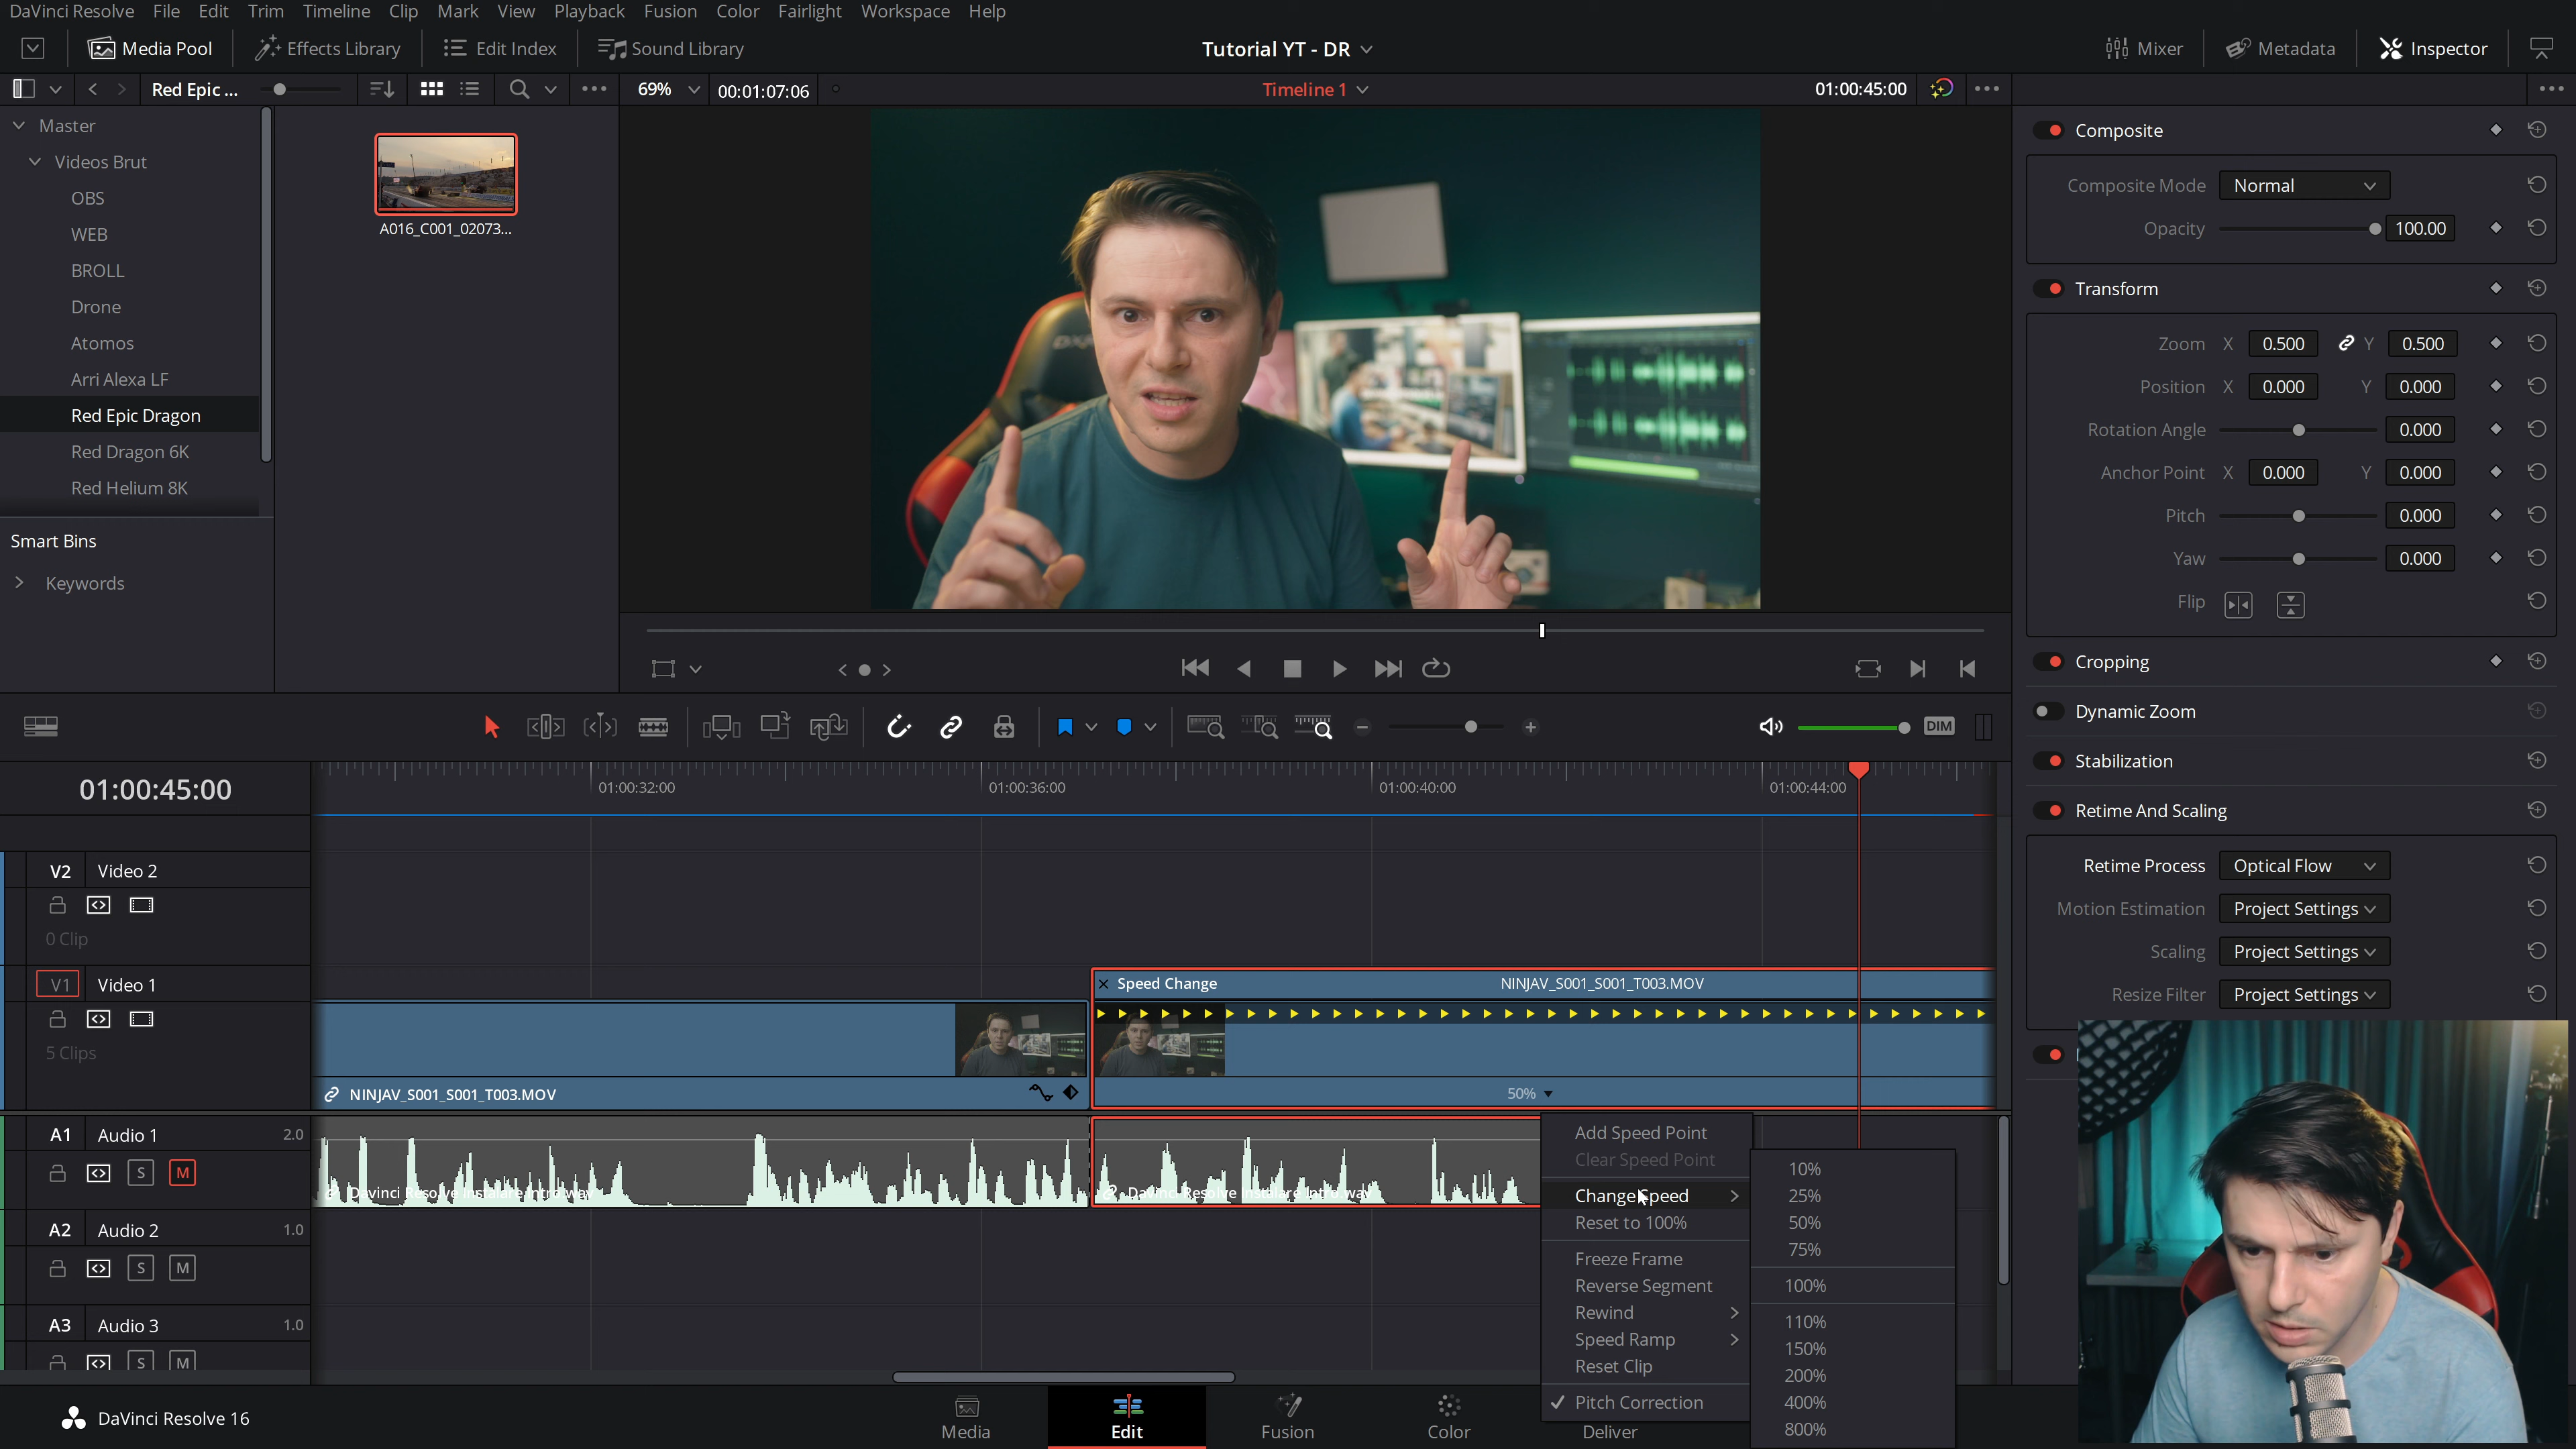 DaVinci Resolve File Edit Trim Timeline Clip Mark View Playback Fusion Color Fairlight Workspace Help
Media Pool Effects Library Edit Index Sound Library Tutorial YT - DR Mixer Metadata Inspector
Red Epic ... 69% 00:01:07:06 Timeline 1 01:00:45:00
Master
Videos Brut
OBS
WEB
BROLL
Drone
Atomos
Arri Alexa LF
Red Epic Dragon
Red Dragon 6K
Red Helium 8K
Smart Bins
Keywords
A016_C001_02073...
Composite
Composite Mode Normal
Opacity 100.00
Transform
Zoom X 0.500 Y 0.500
Position X 0.000 Y 0.000
Rotation Angle 0.000
Anchor Point X 0.000 Y 0.000
Pitch 0.000
Yaw 0.000
Flip
Cropping
Dynamic Zoom
Stabilization
Retime And Scaling
Retime Process Optical Flow
Motion Estimation Project Settings
Scaling Project Settings
Resize Filter Project Settings
DIM
01:00:45:00
01:00:32:00 01:00:36:00 01:00:40:00 01:00:44:00
V2 Video 2
0 Clip
V1 Video 1
5 Clips
Speed Change NINJAV_S001_S001_T003.MOV
NINJAV_S001_S001_T003.MOV
50%
A1 Audio 1 2.0
S M
Davinci Resolve instalare intro.wav
Davinci Resolve instalare intro.wav
A2 Audio 2 1.0
S M
A3 Audio 3 1.0
S M
Add Speed Point
Clear Speed Point
Change Speed
Reset to 100%
Freeze Frame
Reverse Segment
Rewind
Speed Ramp
Reset Clip
Pitch Correction
10%
25%
50%
75%
100%
110%
150%
200%
400%
800%
DaVinci Resolve 16
Media Edit Fusion Color Deliver